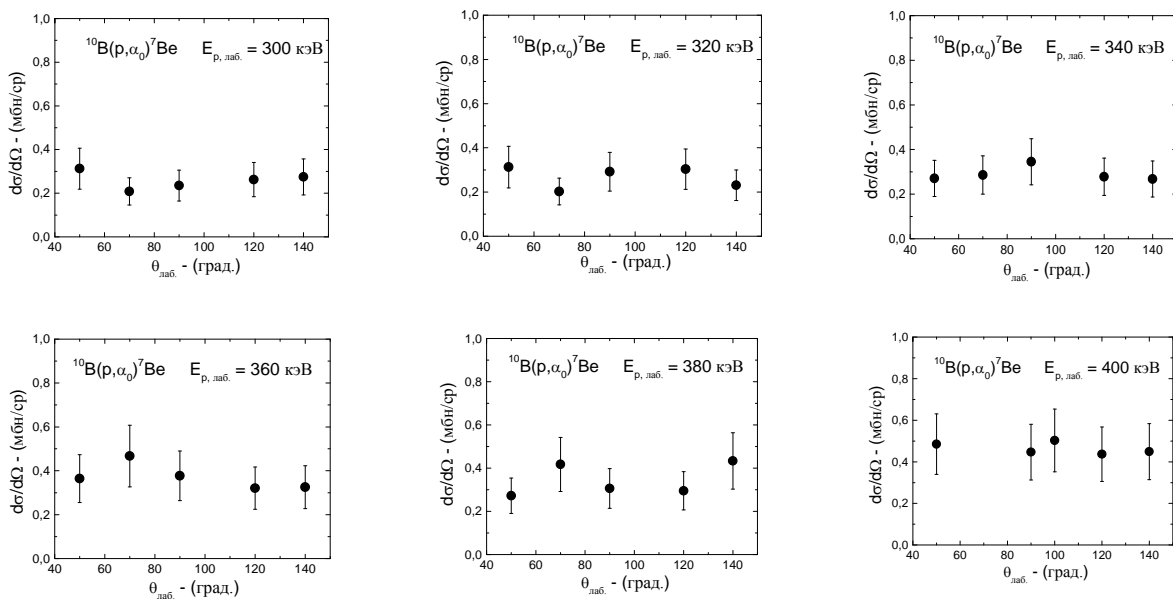 ¹⁰B(p,α₀)⁷Be E_p, лаб. = 300 кэВ
dσ/dΩ - (мбн/ср)
1,0
0,8
0,6
0,4
0,2
0,0
40 60 80 100 120 140
θ_лаб. - (град.)
¹⁰B(p,α₀)⁷Be E_p, лаб. = 320 кэВ
dσ/dΩ - (мбн/ср)
1,0
0,8
0,6
0,4
0,2
0,0
40 60 80 100 120 140
θ_лаб. - (град.)
¹⁰B(p,α₀)⁷Be E_p, лаб. = 340 кэВ
dσ/dΩ - (мбн/ср)
1,0
0,8
0,6
0,4
0,2
0,0
40 60 80 100 120 140
θ_лаб. - (град.)
¹⁰B(p,α₀)⁷Be E_p, лаб. = 360 кэВ
dσ/dΩ - (мбн/ср)
1,0
0,8
0,6
0,4
0,2
0,0
40 60 80 100 120 140
θ_лаб. - (град.)
¹⁰B(p,α₀)⁷Be E_p, лаб. = 380 кэВ
dσ/dΩ - (мбн/ср)
1,0
0,8
0,6
0,4
0,2
0,0
40 60 80 100 120 140
θ_лаб. - (град.)
¹⁰B(p,α₀)⁷Be E_p, лаб. = 400 кэВ
dσ/dΩ - (мбн/ср)
1,0
0,8
0,6
0,4
0,2
0,0
40 60 80 100 120 140
θ_лаб. - (град.)